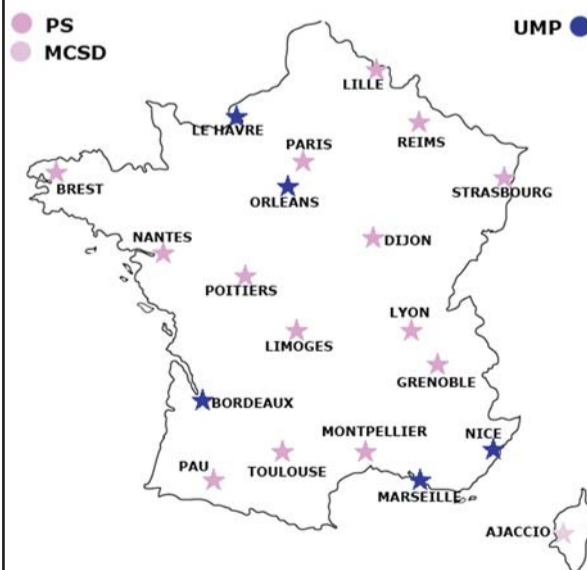 PS
UMP
MCSD
LILLE
LE HAVRE
REIMS
PARIS
BREST
STRASBOURG
ORLEANS
NANTES
DIJON
POITIERS
LYON
LIMOGES
GRENOBLE
BORDEAUX
MONTPELLIER
NICE
PAU
TOULOUSE
MARSEILLE
AJACCIO